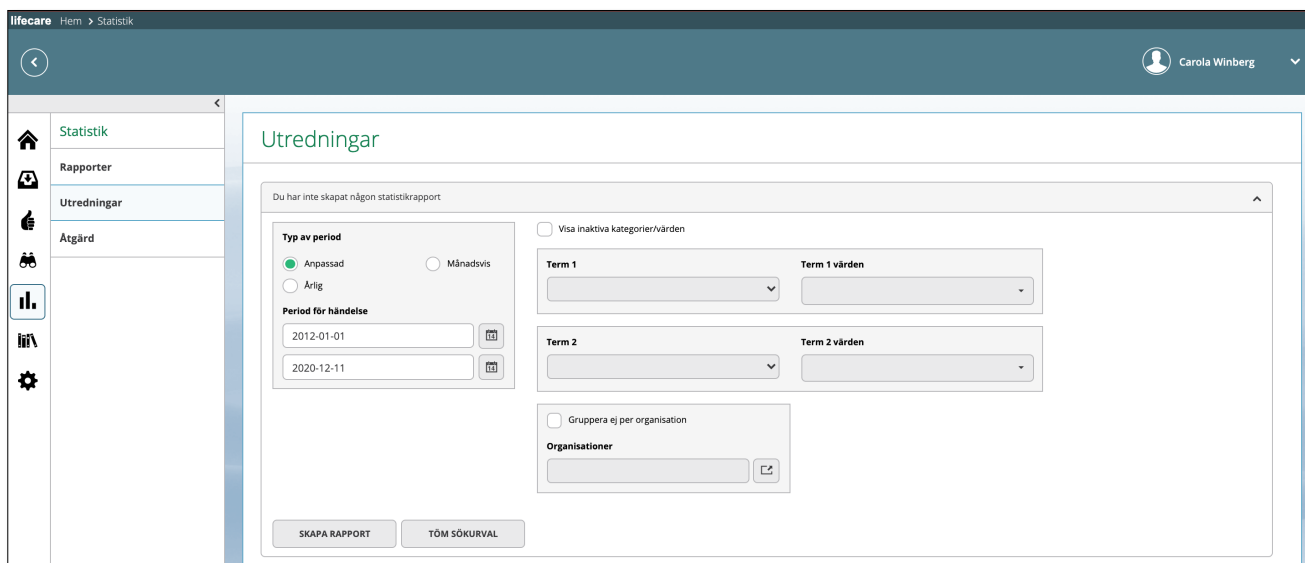 lifecare Hem > Statistik
Carola Winberg
Statistik
Rapporter
Utredningar
Åtgärd
Utredningar
Du har inte skapat någon statistikrapport
Typ av period
Anpassad
Månadsvis
Årlig
Period för händelse
2012-01-01
14
2020-12-11
14
Visa inaktiva kategorier/värden
Term 1
Term 1 värden
Term 2
Term 2 värden
Gruppera ej per organisation
Organisationer
SKAPA RAPPORT
TÖM SÖKURVAL